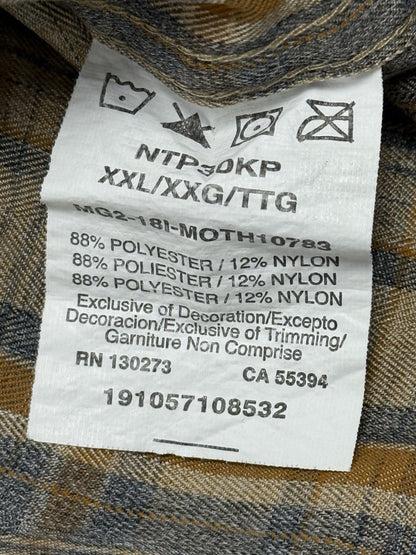 XXL/XXG/TTG
MG2-18I-MOTH10783
88% POLYESTER / 12% NYLON
88% POLIESTER / 12% NYLON
88% POLYESTER / 12% NYLON
Exclusive of Decoration/Excepto
Decoracion/Exclusive of Trimming/
Garniture Non Comprise
RN 130273 CA 55394
191057108532